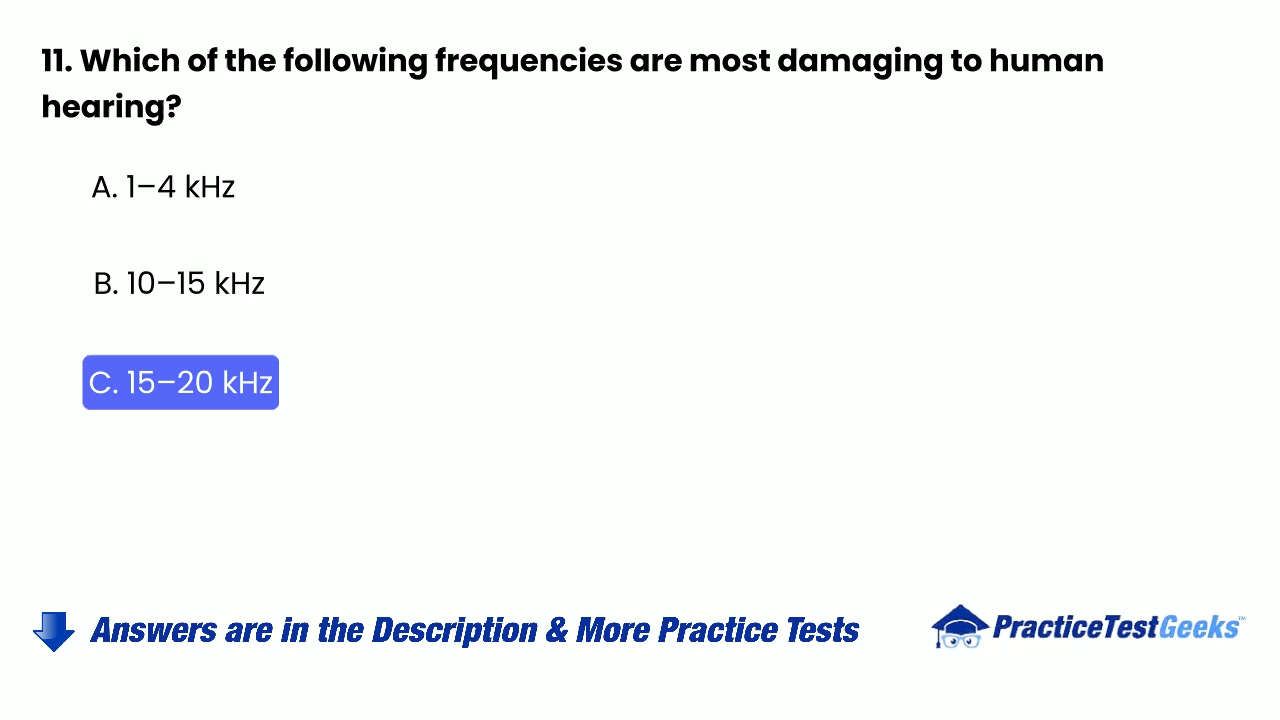 11. Which of the following frequencies are most damaging to human
hearing?
A. 1–4 kHz
B. 10–15 kHz
C. 15–20 kHz
Answers are in the Description & More Practice Tests
PracticeTestGeeks™